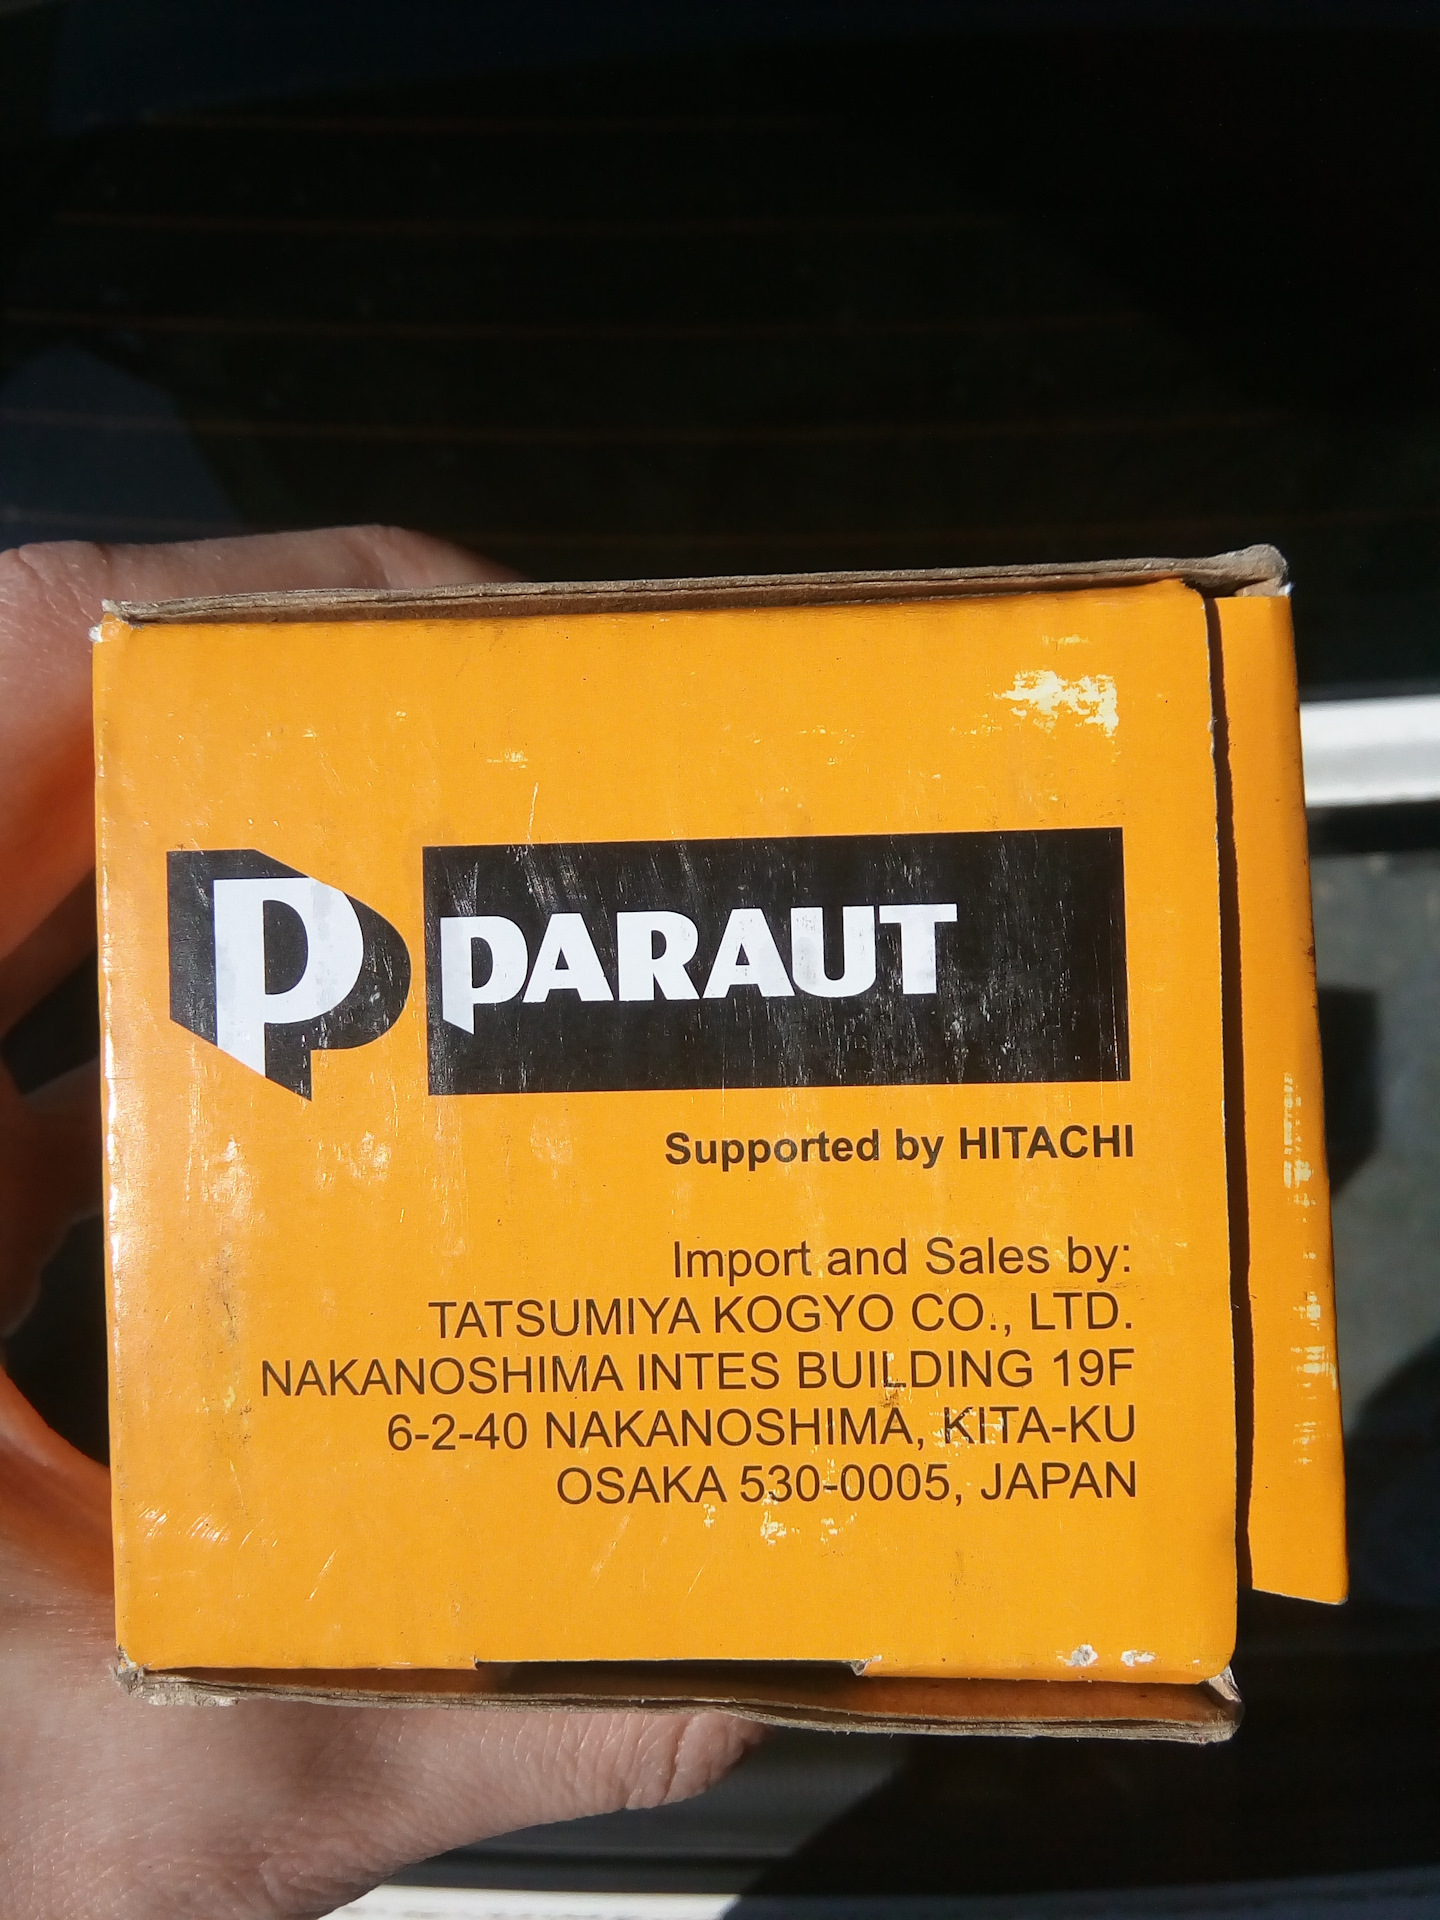 P PARAUT
Supported by HITACHI
Import and Sales by:
TATSUMIYA KOGYO CO., LTD.
NAKANOSHIMA INTES BUILDING 19F
6-2-40 NAKANOSHIMA, KITA-KU
OSAKA 530-0005, JAPAN